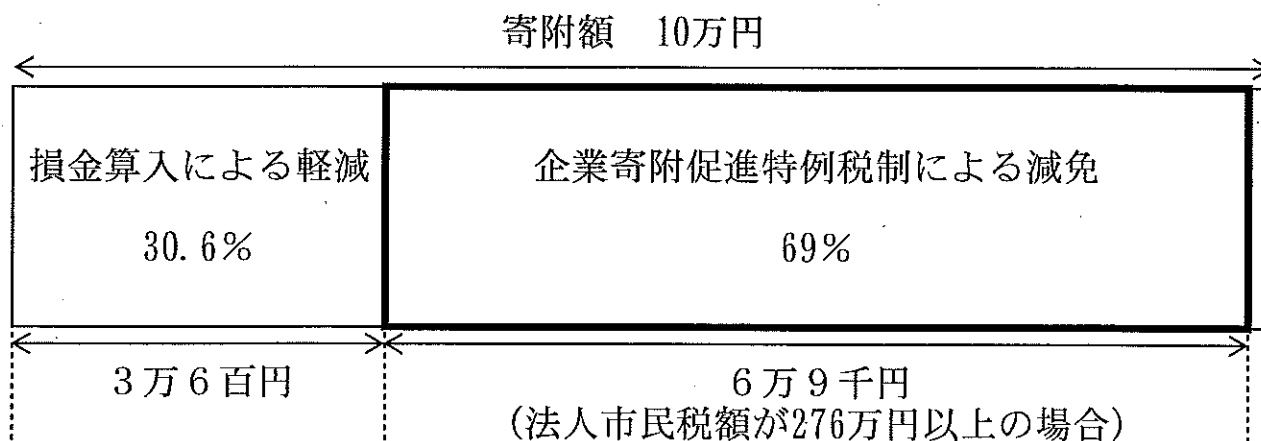 寄附額　10万円
損金算入による軽減
30.6%
企業寄附促進特例税制による減免
69%
3万6百円
6万9千円
(法人市民税額が276万円以上の場合)